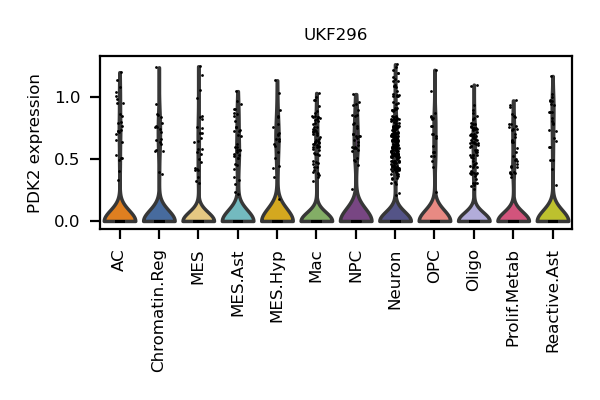 UKF296
PDK2 expression
1.0
0.5
0.0
AC
Chromatin.Reg
MES
MES.Ast
MES.Hyp
Mac
NPC
Neuron
OPC
Oligo
Prolif.Metab
Reactive.Ast